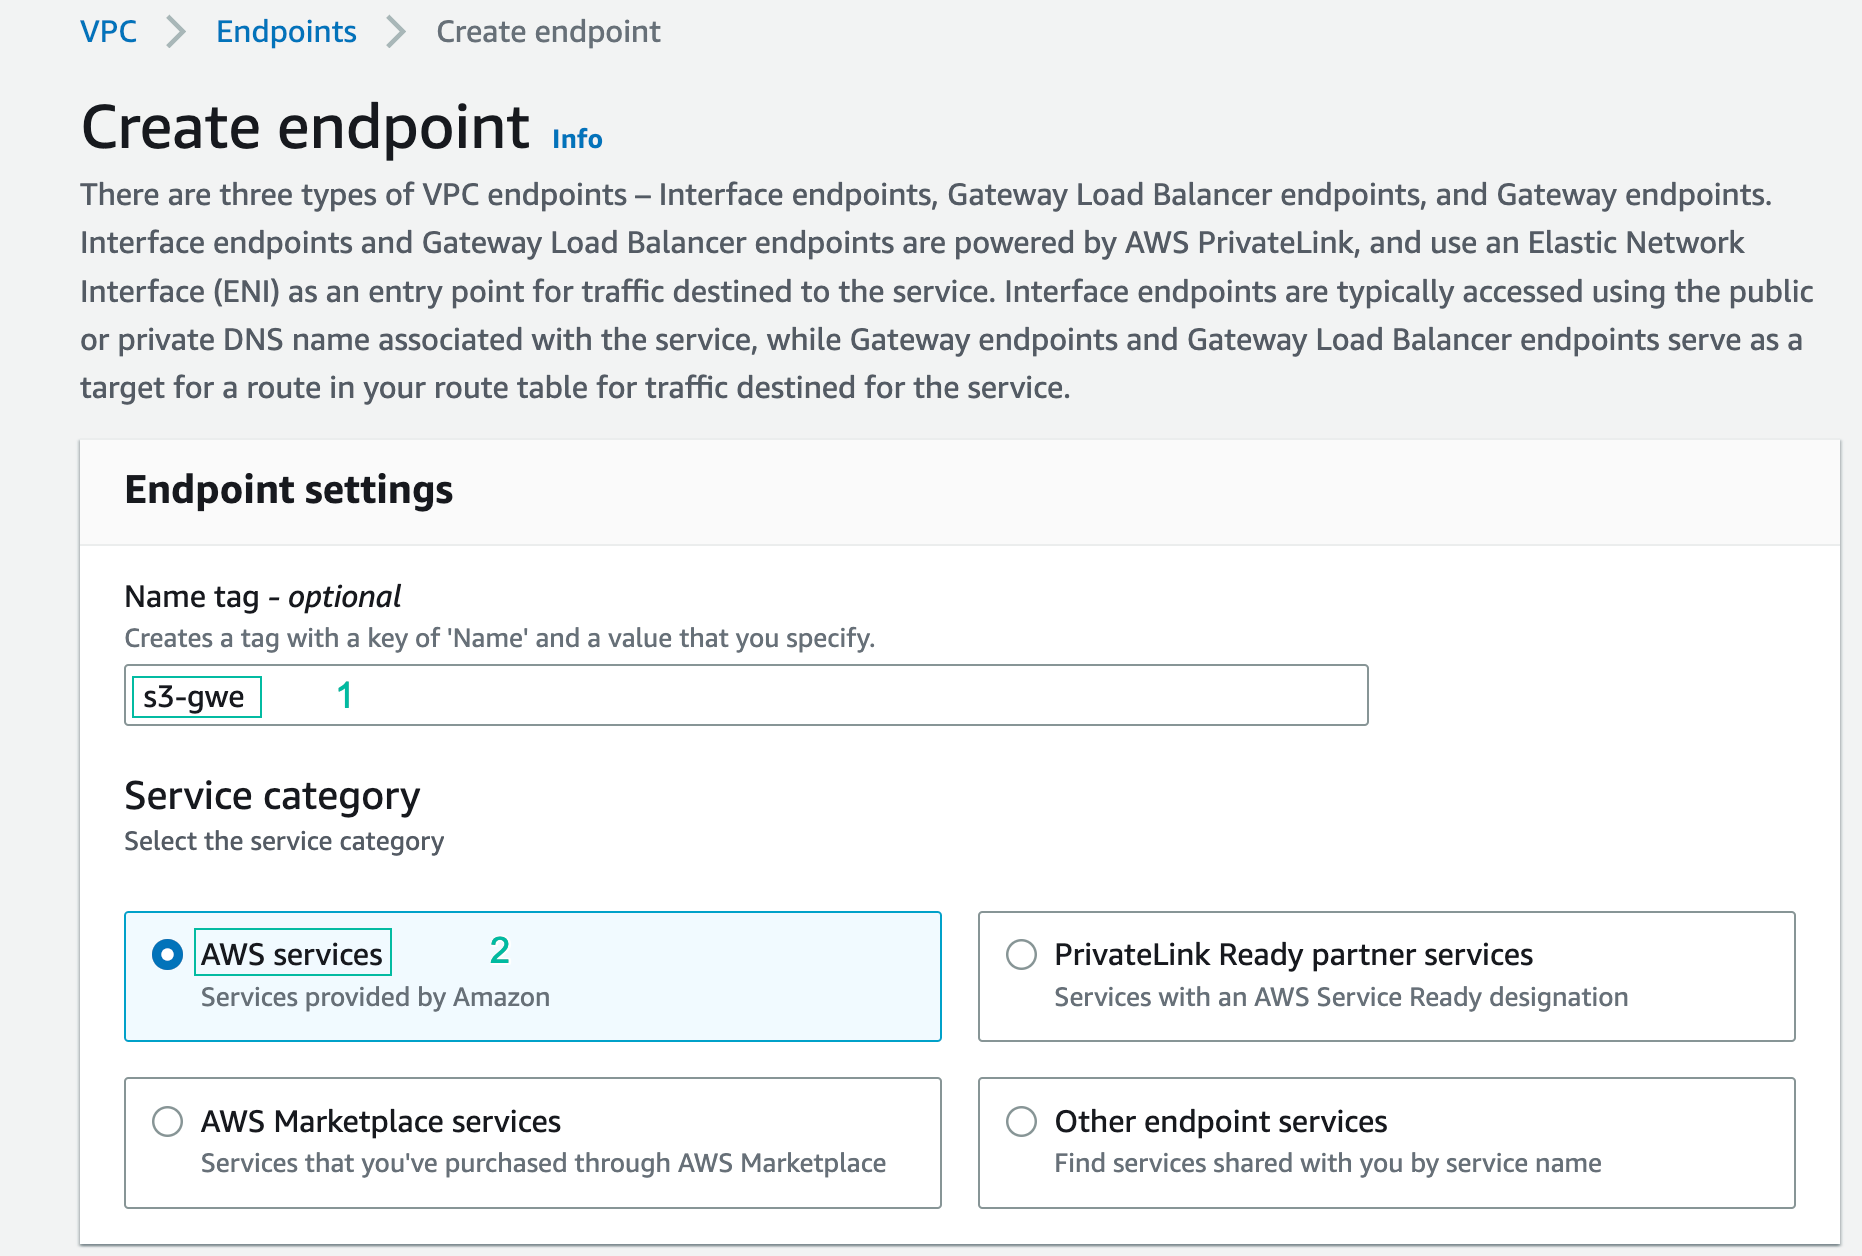 VPC > Endpoints > Create endpoint
Create endpoint Info
There are three types of VPC endpoints – Interface endpoints, Gateway Load Balancer endpoints, and Gateway endpoints.
Interface endpoints and Gateway Load Balancer endpoints are powered by AWS PrivateLink, and use an Elastic Network
Interface (ENI) as an entry point for traffic destined to the service. Interface endpoints are typically accessed using the public
or private DNS name associated with the service, while Gateway endpoints and Gateway Load Balancer endpoints serve as a
target for a route in your route table for traffic destined for the service.
Endpoint settings
Name tag - optional
Creates a tag with a key of 'Name' and a value that you specify.
s3-gwe 1
Service category
Select the service category
AWS services 2
Services provided by Amazon
PrivateLink Ready partner services
Services with an AWS Service Ready designation
AWS Marketplace services
Services that you've purchased through AWS Marketplace
Other endpoint services
Find services shared with you by service name